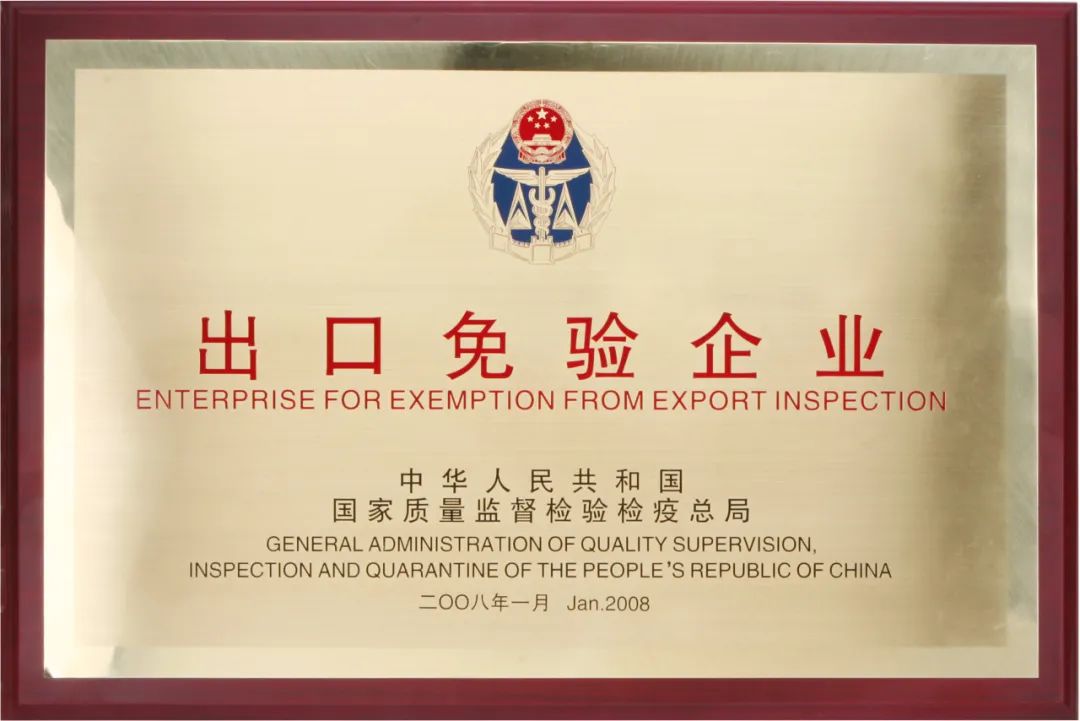 出口免验企业
ENTERPRISE FOR EXEMPTION FROM EXPORT INSPECTION
中华人民共和国
国家质量监督检验检疫总局
GENERAL ADMINISTRATION OF QUALITY SUPERVISION,
INSPECTION AND QUARANTINE OF THE PEOPLE'S REPUBLIC OF CHINA
二〇〇八年一月 Jan.2008